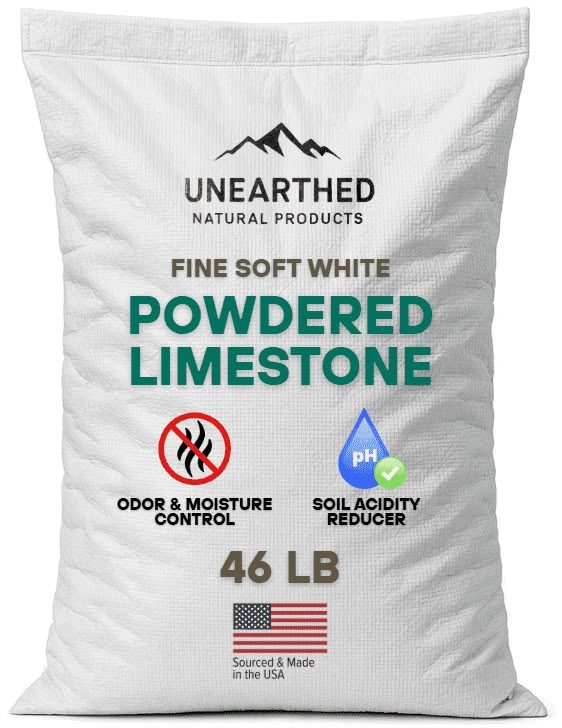 UNEARTHED
NATURAL PRODUCTS
FINE SOFT WHITE
POWDERED
LIMESTONE
pH
ODOR & MOISTURE
CONTROL
SOIL ACIDITY
REDUCER
46 LB
Sourced & Made
in the USA